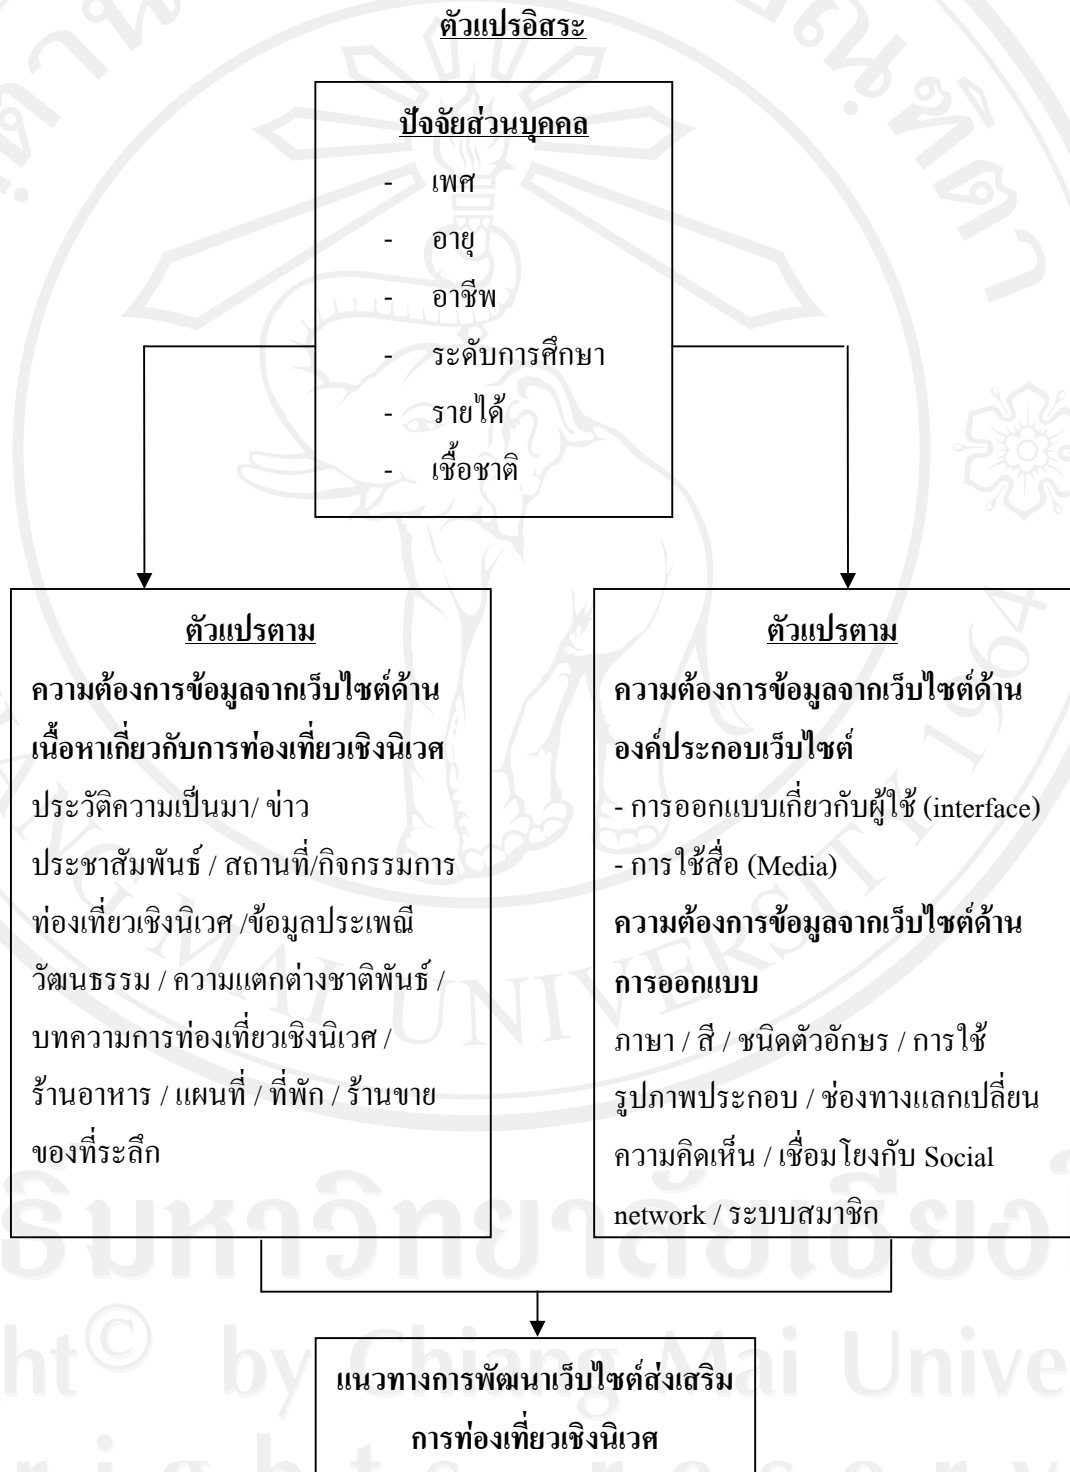 ตัวแปรอิสระ
ปัจจัยส่วนบุคคล
- เพศ
- อายุ
- อาชีพ
- ระดับการศึกษา
- รายได้
- เชื้อชาติ
ตัวแปรตาม
ความต้องการข้อมูลจากเว็บไซต์ด้าน
เนื้อหาเกี่ยวกับการท่องเที่ยวเชิงนิเวศ
ประวัติความเป็นมา/ ข่าว
ประชาสัมพันธ์ / สถานที่/กิจกรรมการ
ท่องเที่ยวเชิงนิเวศ /ข้อมูลประเพณี
วัฒนธรรม / ความแตกต่างชาติพันธ์ /
บทความการท่องเที่ยวเชิงนิเวศ /
ร้านอาหาร / แผนที่ / ที่พัก / ร้านขาย
ของที่ระลึก
ตัวแปรตาม
ความต้องการข้อมูลจากเว็บไซต์ด้าน
องค์ประกอบเว็บไซต์
- การออกแบบเกี่ยวกับผู้ใช้ (interface)
- การใช้สื่อ (Media)
ความต้องการข้อมูลจากเว็บไซต์ด้าน
การออกแบบ
ภาษา / สี / ชนิดตัวอักษร / การใช้
รูปภาพประกอบ / ช่องทางแลกเปลี่ยน
ความคิดเห็น / เชื่อมโยงกับ Social
network / ระบบสมาชิก
แนวทางการพัฒนาเว็บไซต์ส่งเสริม
การท่องเที่ยวเชิงนิเวศ
MAI UNIVERSITY 1964
มหาวิทยาลัยเชียง
© by Chiang Mai Unive